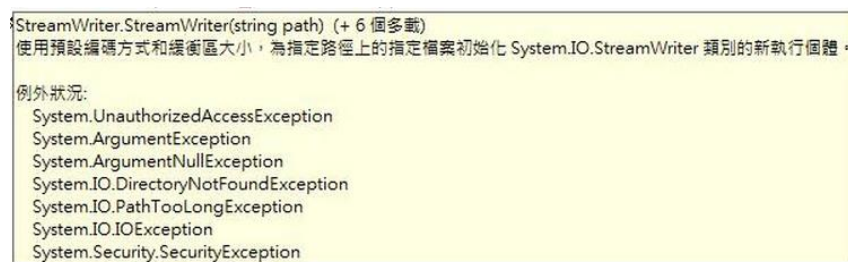 StreamWriter.StreamWriter(string path) (+ 6 個多載)
使用預設編碼方式和緩衝區大小，為指定路徑上的指定檔案初始化 System.IO.StreamWriter 類別的新執行個體。
例外狀況:
System.UnauthorizedAccessException
System.ArgumentException
System.ArgumentNullException
System.IO.DirectoryNotFoundException
System.IO.PathTooLongException
System.IO.IOException
System.Security.SecurityException